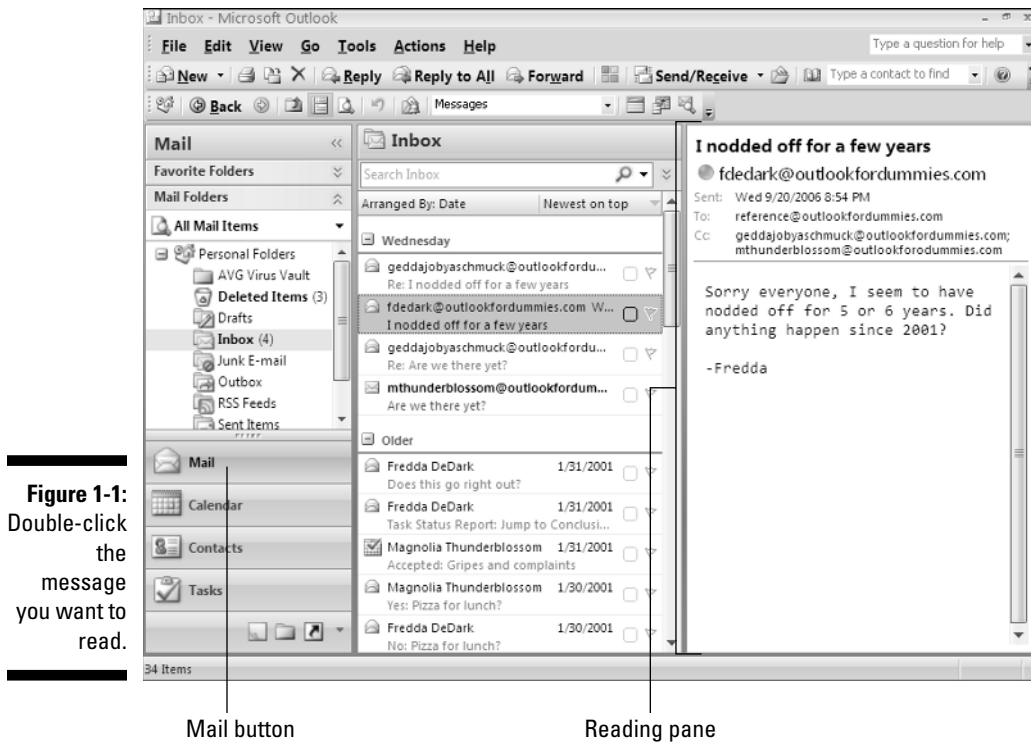 Inbox - Microsoft Outlook
File Edit View Go Tools Actions Help
Type a question for help
New Reply Reply to All Forward Send/Receive Type a contact to find
Back Messages
Mail
Favorite Folders
Mail Folders
All Mail Items
Personal Folders
AVG Virus Vault
Deleted Items (3)
Drafts
Inbox (4)
Junk E-mail
Outbox
RSS Feeds
Sent Items
Mail
Calendar
Contacts
Tasks
Inbox
Search Inbox
Arranged By: Date Newest on top
Wednesday
geddajobyaschmuck@outlookfordu...
Re: I nodded off for a few years
fdedark@outlookfordummies.com W...
I nodded off for a few years
geddajobyaschmuck@outlookfordu...
Re: Are we there yet?
mthunderblossom@outlookfordum...
Are we there yet?
Older
Fredda DeDark 1/31/2001
Does this go right out?
Fredda DeDark 1/31/2001
Task Status Report: Jump to Conclusi...
Magnolia Thunderblossom 1/31/2001
Accepted: Gripes and complaints
Magnolia Thunderblossom 1/30/2001
Yes: Pizza for lunch?
Fredda DeDark 1/30/2001
No: Pizza for lunch?
I nodded off for a few years
fdedark@outlookfordummies.com
Sent: Wed 9/20/2006 8:54 PM
To: reference@outlookfordummies.com
Cc: geddajobyaschmuck@outlookfordummies.com;
mthunderblossom@outlookforodummies.com
Sorry everyone, I seem to have
nodded off for 5 or 6 years. Did
anything happen since 2001?
-Fredda
34 Items
Figure 1-1:
Double-click
the
message
you want to
read.
Mail button
Reading pane